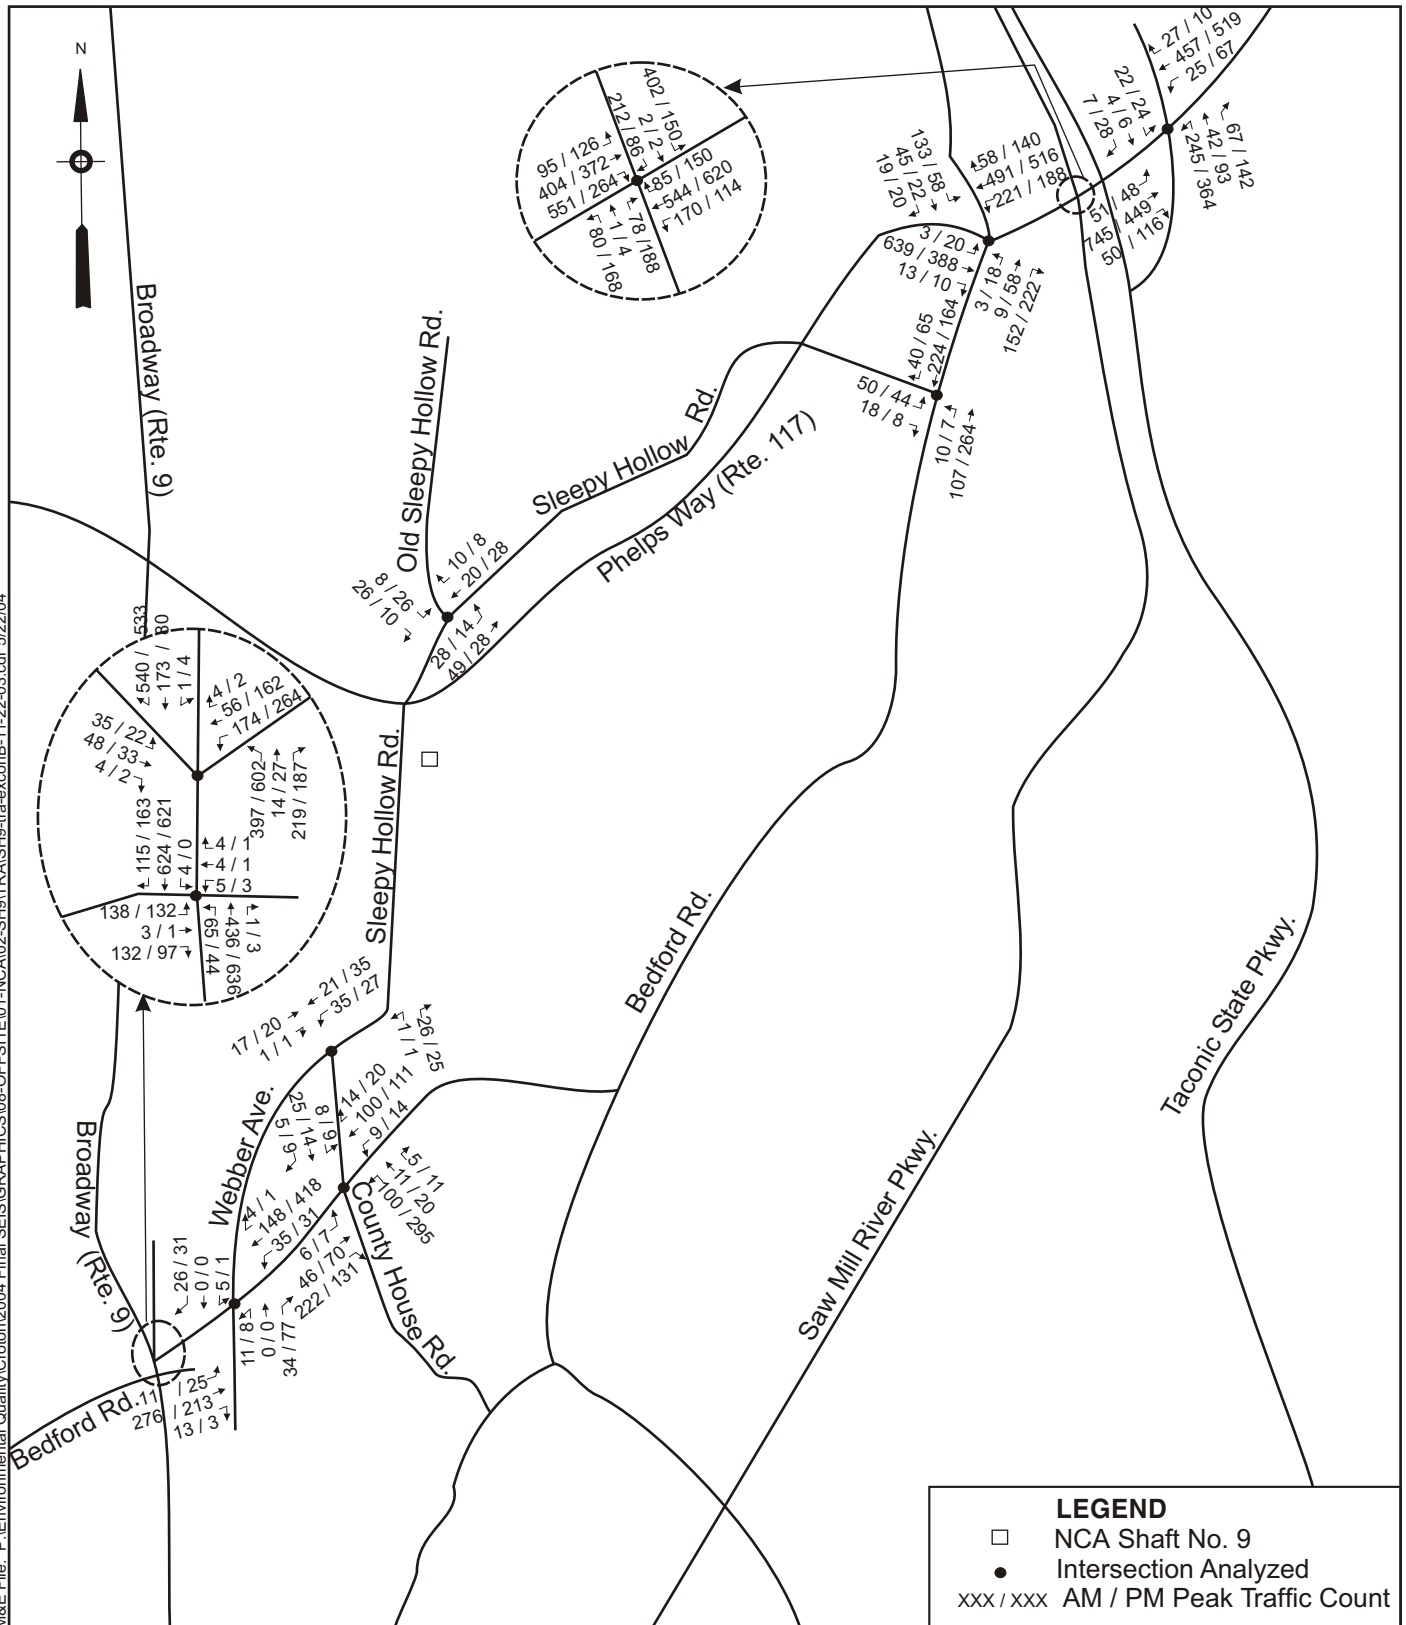 N
27 / 10
457 / 519
25 / 67
22 / 24
4 / 6
7 / 28
67 / 142
42 / 93
245 / 364
51 / 48
745 / 449
50 / 116
402 / 150
2 / 2
212 / 86
95 / 126
404 / 372
551 / 264
85 / 150
544 / 620
170 / 114
78 / 188
1 / 4
80 / 168
133 / 58
45 / 22
19 / 20
58 / 140
491 / 516
221 / 188
3 / 20
639 / 388
13 / 10
3 / 18
9 / 58
152 / 222
40 / 65
224 / 164
50 / 44
18 / 8
10 / 7
107 / 264
Broadway (Rte. 9)
Old Sleepy Hollow Rd.
Sleepy Hollow Rd.
Phelps Way (Rte. 117)
10 / 8
20 / 28
8 / 26
26 / 10
28 / 14
49 / 28
540 / 533
173 / 80
1 / 4
4 / 2
56 / 162
174 / 264
35 / 22
48 / 33
4 / 2
397 / 602
14 / 27
219 / 187
115 / 163
624 / 621
4 / 0
4 / 1
4 / 1
5 / 3
138 / 132
3 / 1
132 / 97
65 / 44
436 / 636
1 / 3
Sleepy Hollow Rd.
Bedford Rd.
Taconic State Pkwy.
Saw Mill River Pkwy.
21 / 35
35 / 27
17 / 20
1 / 1
26 / 25
1 / 1
Webber Ave.
25 / 14
5 / 9
8 / 9
14 / 20
100 / 111
9 / 14
5 / 11
11 / 20
100 / 295
6 / 7
46 / 70
222 / 131
County House Rd.
Broadway (Rte. 9)
4 / 1
148 / 418
35 / 31
26 / 31
0 / 0
5 / 1
11 / 8
0 / 0
34 / 77
Bedford Rd.
11 / 25
276 / 213
13 / 3
LEGEND
NCA Shaft No. 9
Intersection Analyzed
XXX / XXX AM / PM Peak Traffic Count